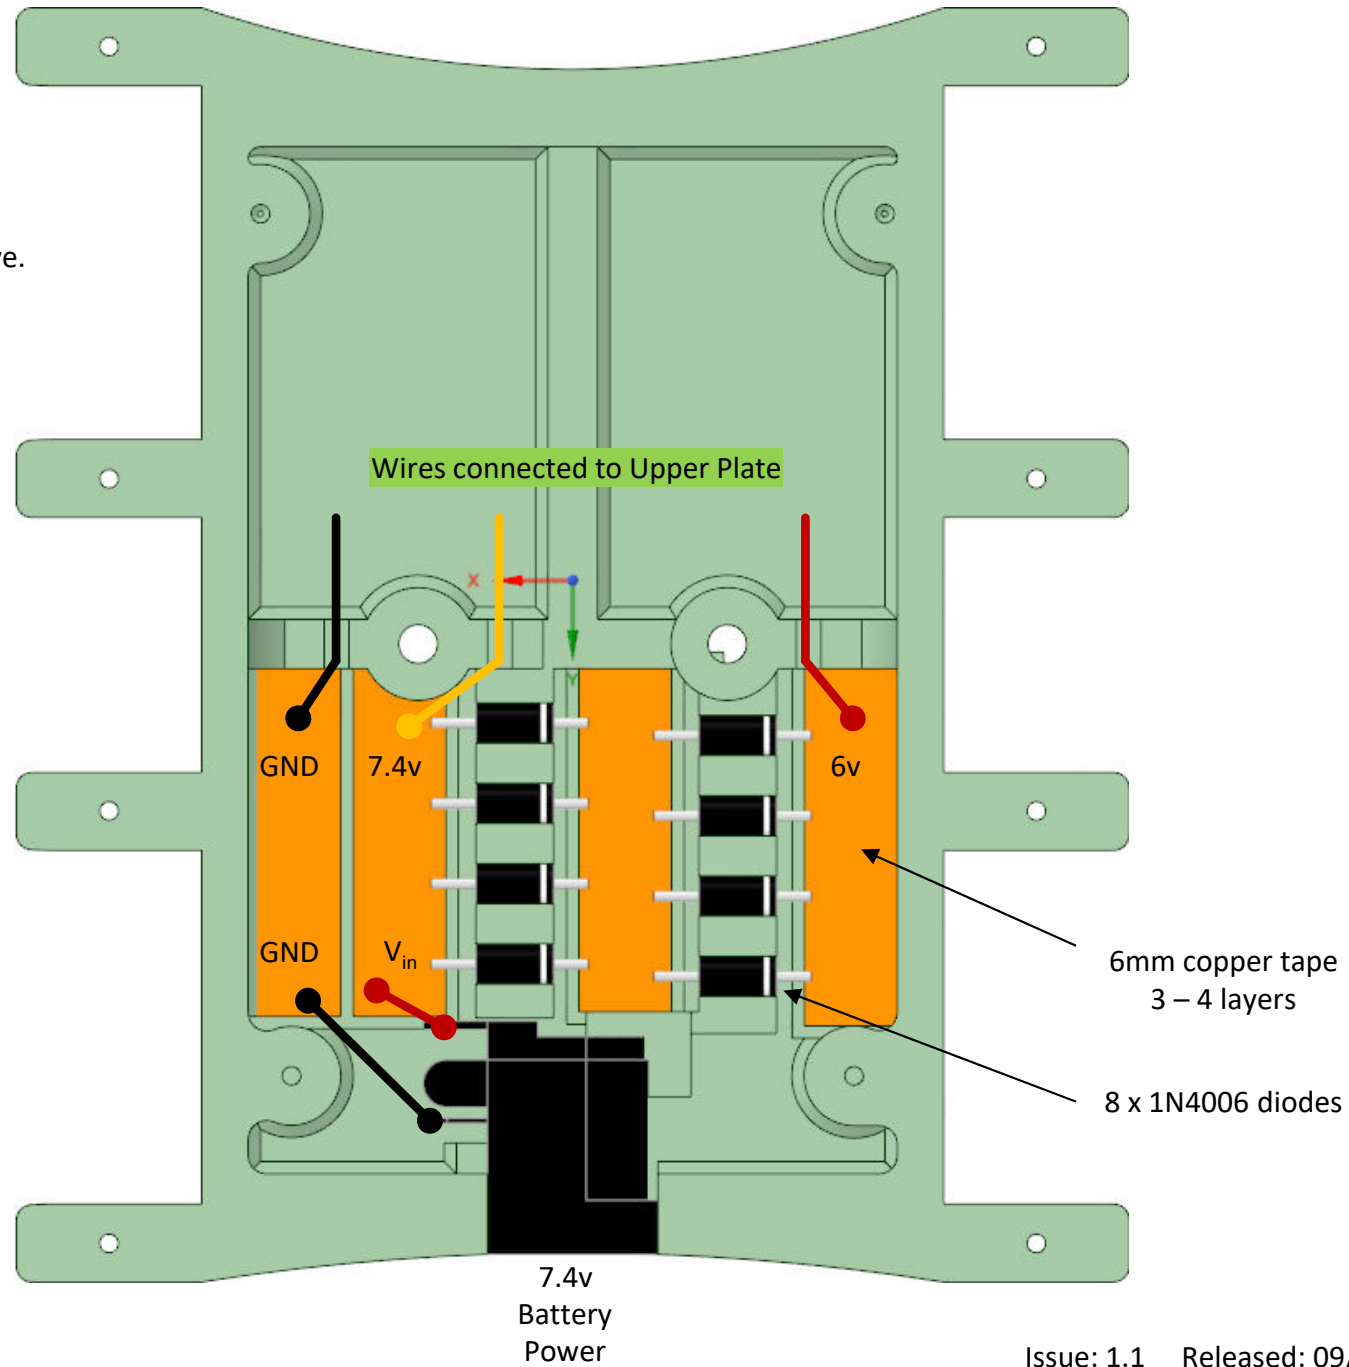 Wires connected to Upper Plate
X
Y
GND
7.4v
6v
GND
Vin
6mm copper tape
3 – 4 layers
8 x 1N4006 diodes
7.4v
Battery
Power
Issue: 1.1 Released: